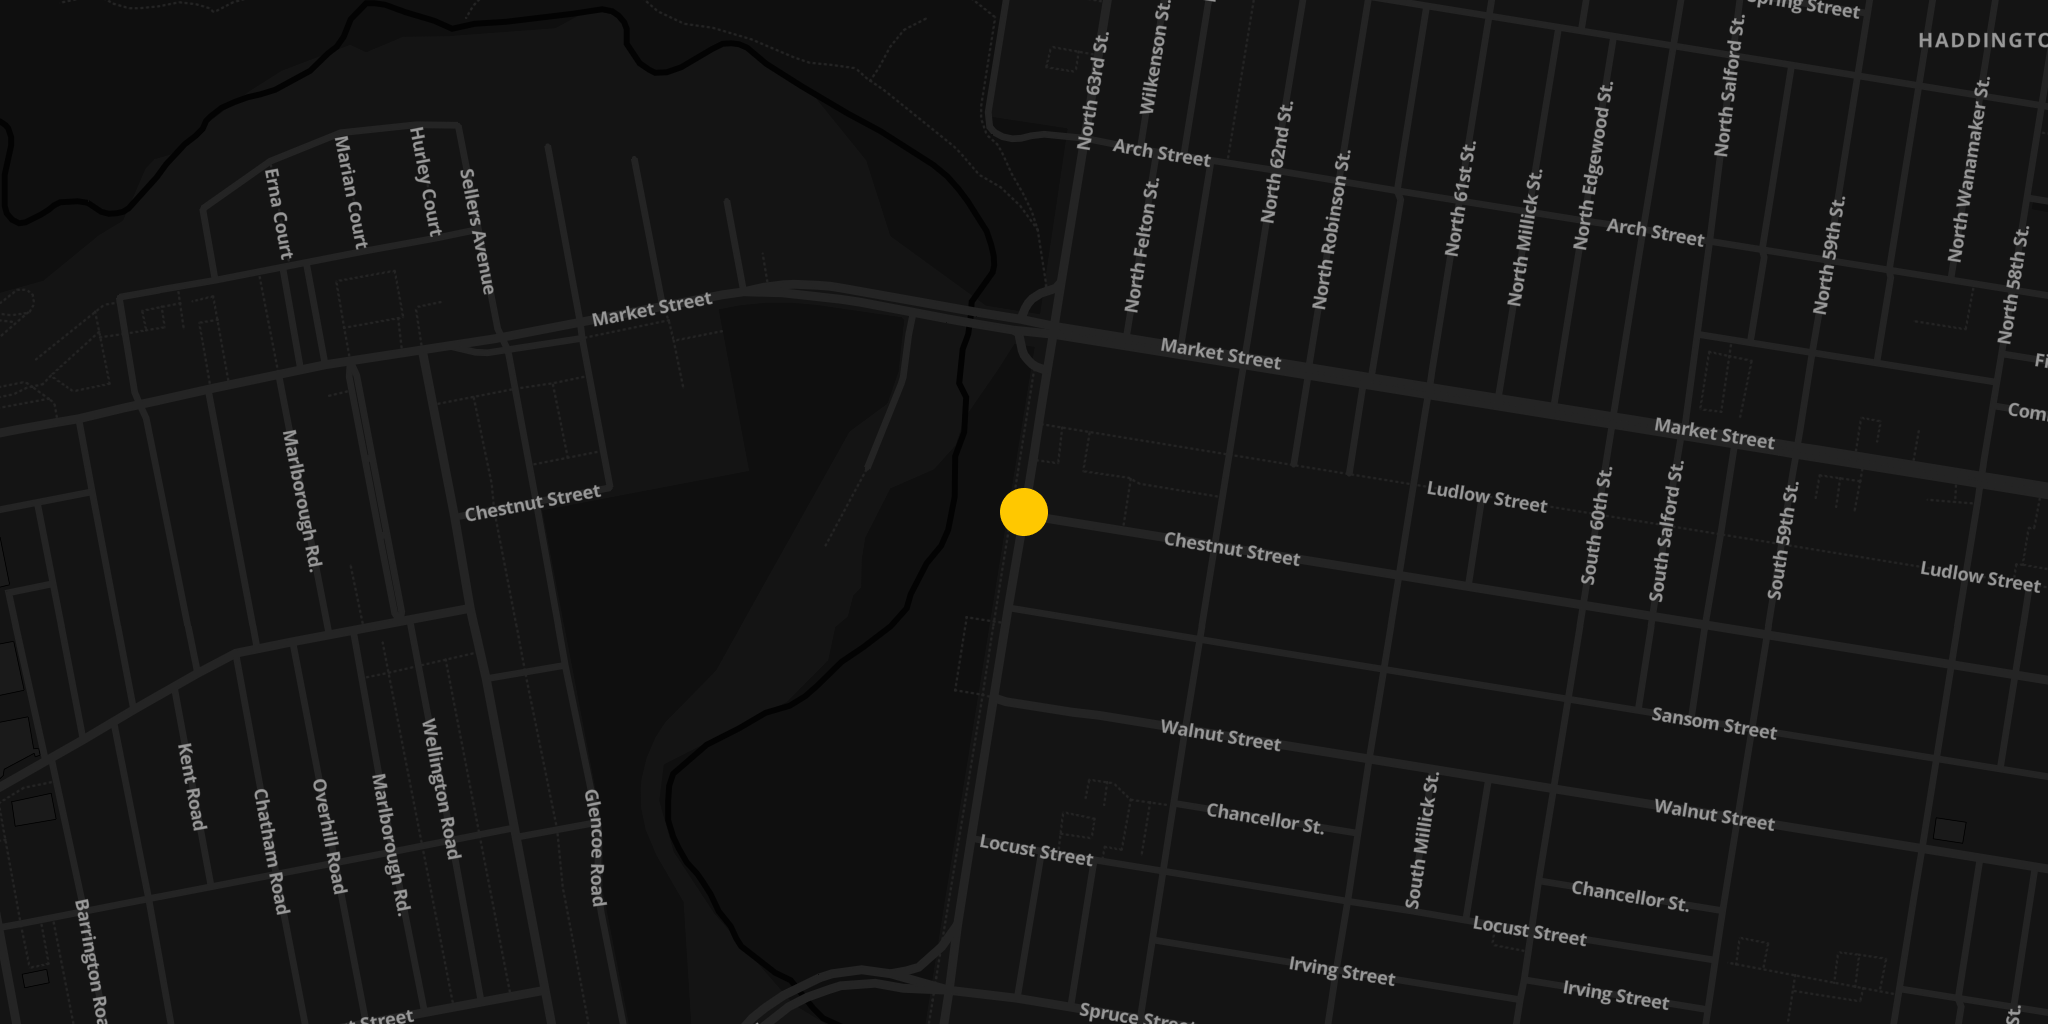 Spring Street
HADDINGTO
North 63rd St.
Wilkenson St.
North 62nd St.
North Robinson St.
North Felton St.
Arch Street
North 61st St.
North Millick St.
North Edgewood St.
North Salford St.
Arch Street
North 59th St.
North Wanamaker St.
North 58th St.
Erna Court
Marian Court
Hurley Court
Sellers Avenue
Market Street
Market Street
Market Street
Fi
Com
Marlborough Rd.
Chestnut Street
Ludlow Street
South 60th St.
South Salford St.
South 59th St.
Ludlow Street
Chestnut Street
Walnut Street
Sansom Street
Kent Road
Chatham Road
Overhill Road
Marlborough Rd.
Wellington Road
Glencoe Road
Chancellor St.
South Millick St.
Walnut Street
Locust Street
Chancellor St.
Locust Street
Barrington Roa
Irving Street
Irving Street
t Street
Spruce Street
St.